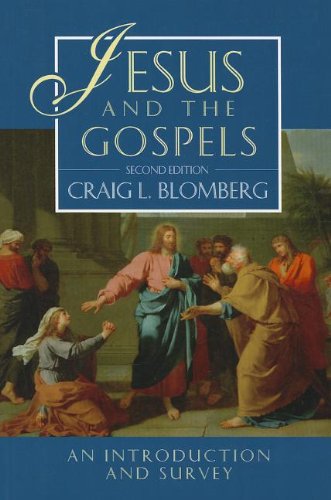 JESUS
AND THE
GOSPELS
SECOND EDITION
CRAIG L. BLOMBERG
AN INTRODUCTION
AND SURVEY